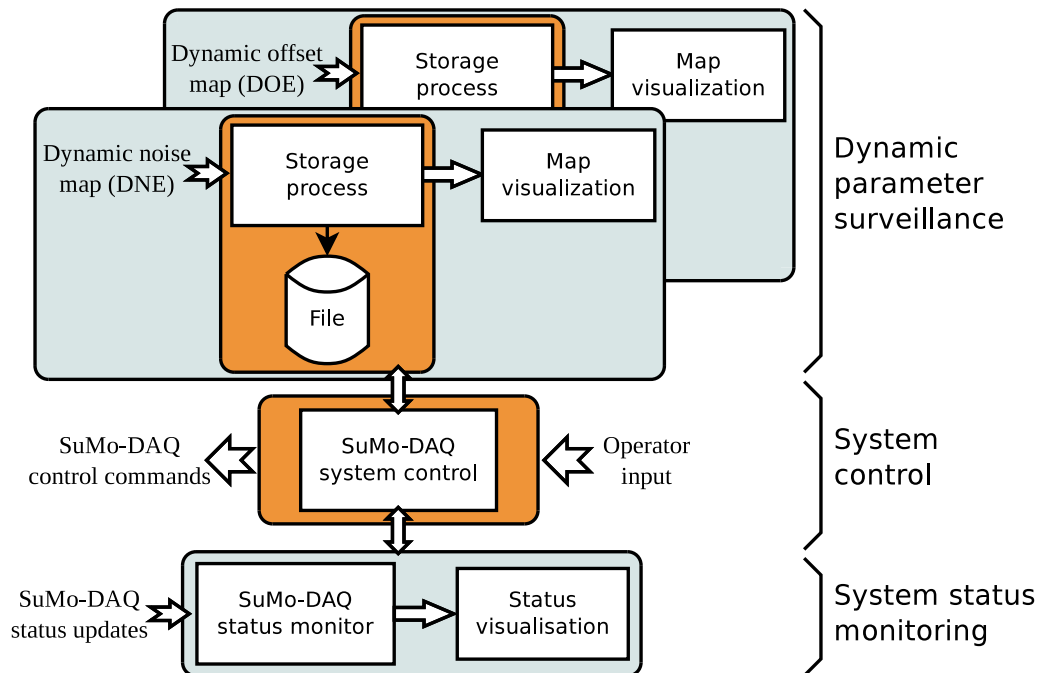 Dynamic offset
map (DOE)
Storage
process
Map
visualization
Dynamic noise
map (DNE)
Storage
process
Map
visualization
File
Dynamic
parameter
surveillance
SuMo-DAQ
control commands
SuMo-DAQ
system control
Operator
input
System
control
SuMo-DAQ
status updates
SuMo-DAQ
status monitor
Status
visualisation
System status
monitoring